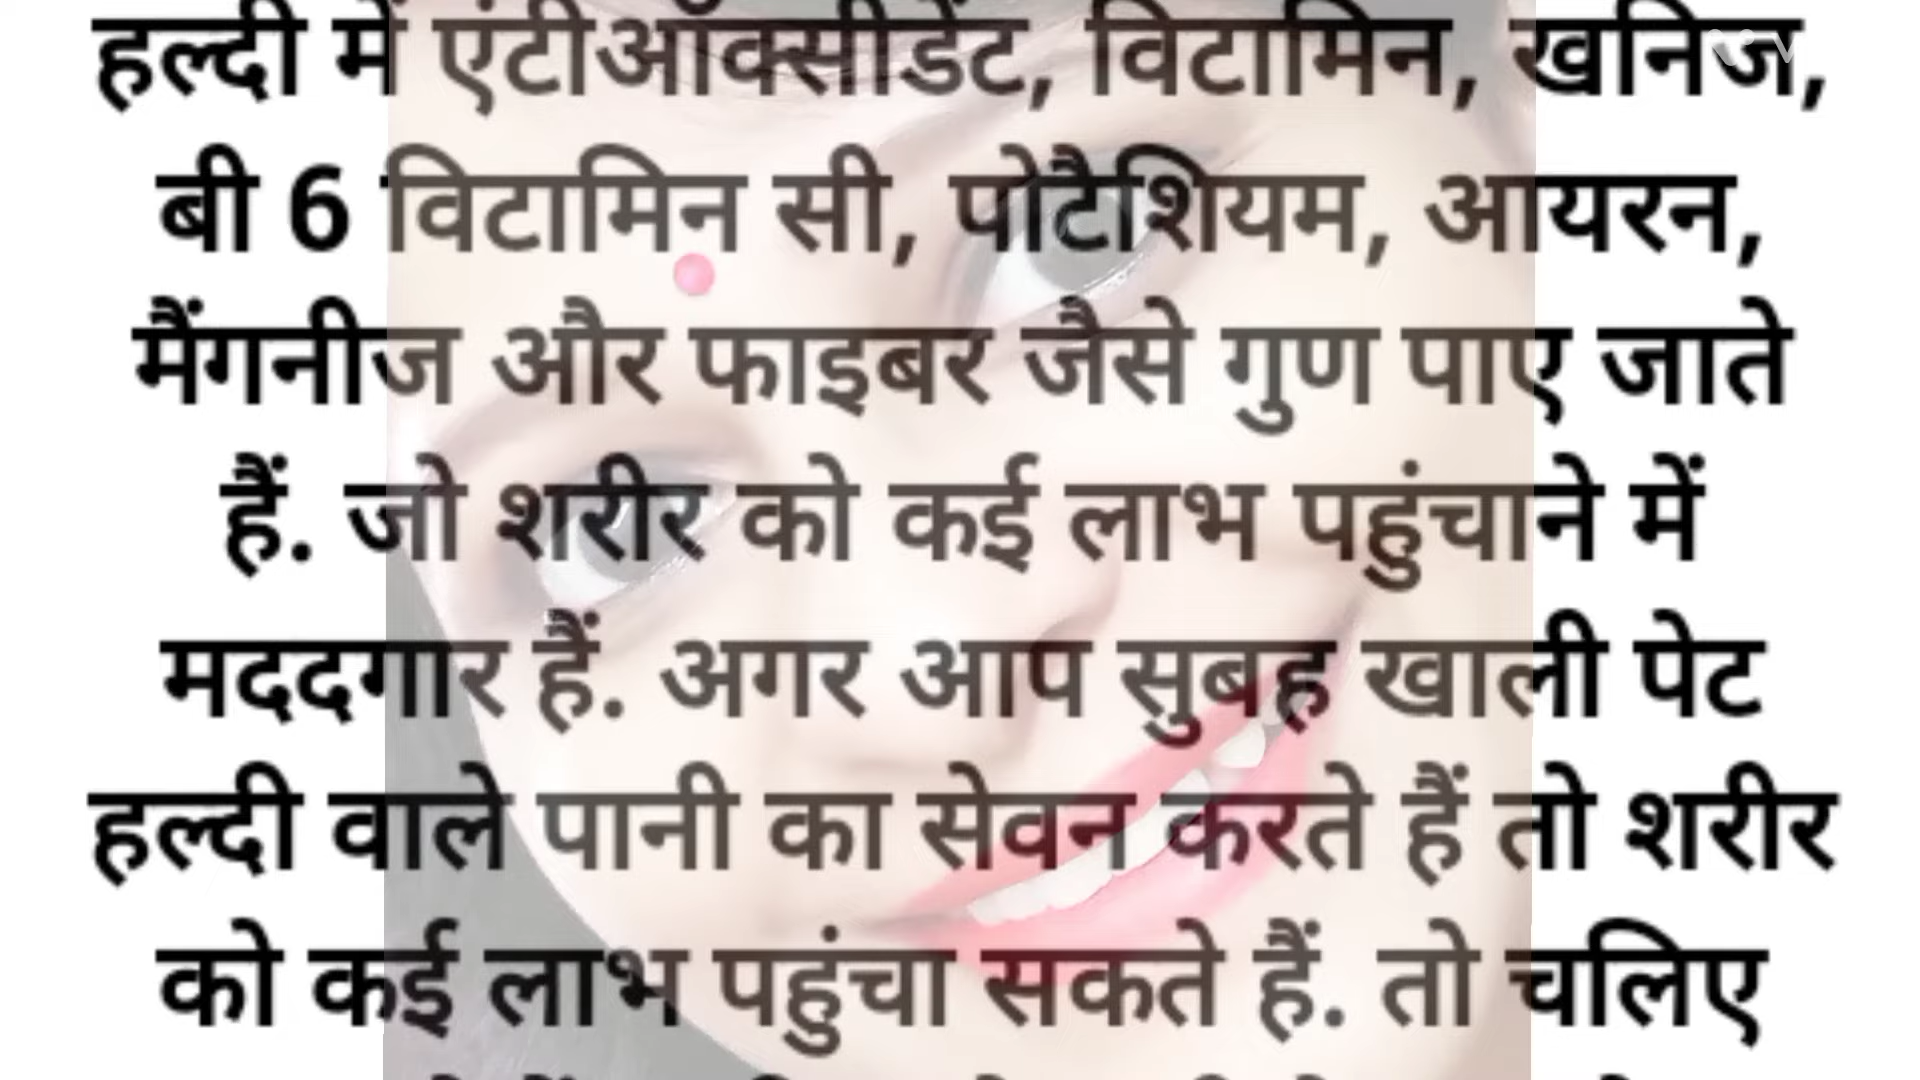 हल्दी में एंटीऑक्सीडेंट, विटामिन, खनिज,
बी 6 विटामिन सी, पोटैशियम, आयरन,
मैंगनीज और फाइबर जैसे गुण पाए जाते
हैं. जो शरीर को कई लाभ पहुंचाने में
मददगार हैं. अगर आप सुबह खाली पेट
हल्दी वाले पानी का सेवन करते हैं तो शरीर
को कई लाभ पहुंचा सकते हैं. तो चलिए